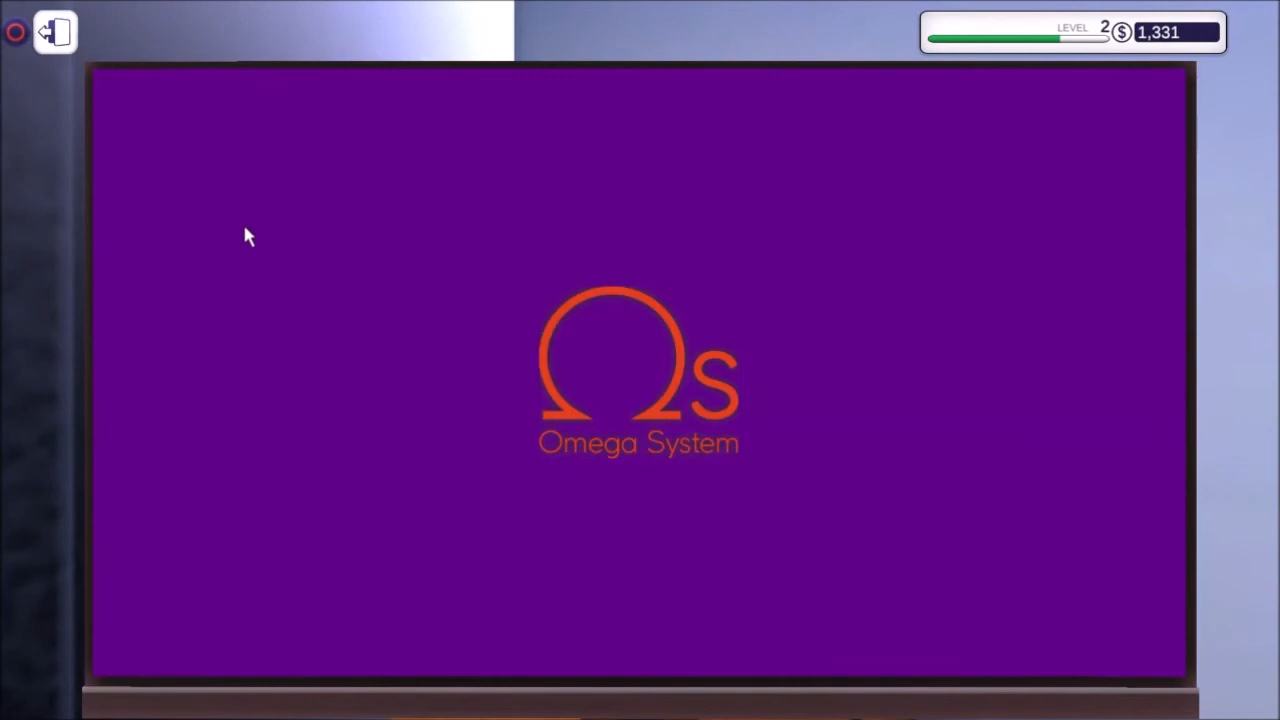 LEVEL 2 $ 1,331
Ωs
Omega System